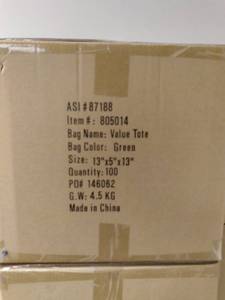 ASI #87188
Item #: 805014
Bag Name: Value Tote
Bag Color: Green
Size: 13"x5"x13"
Quantity: 100
PO# 146062
G.W: 4.5 KG
Made in China